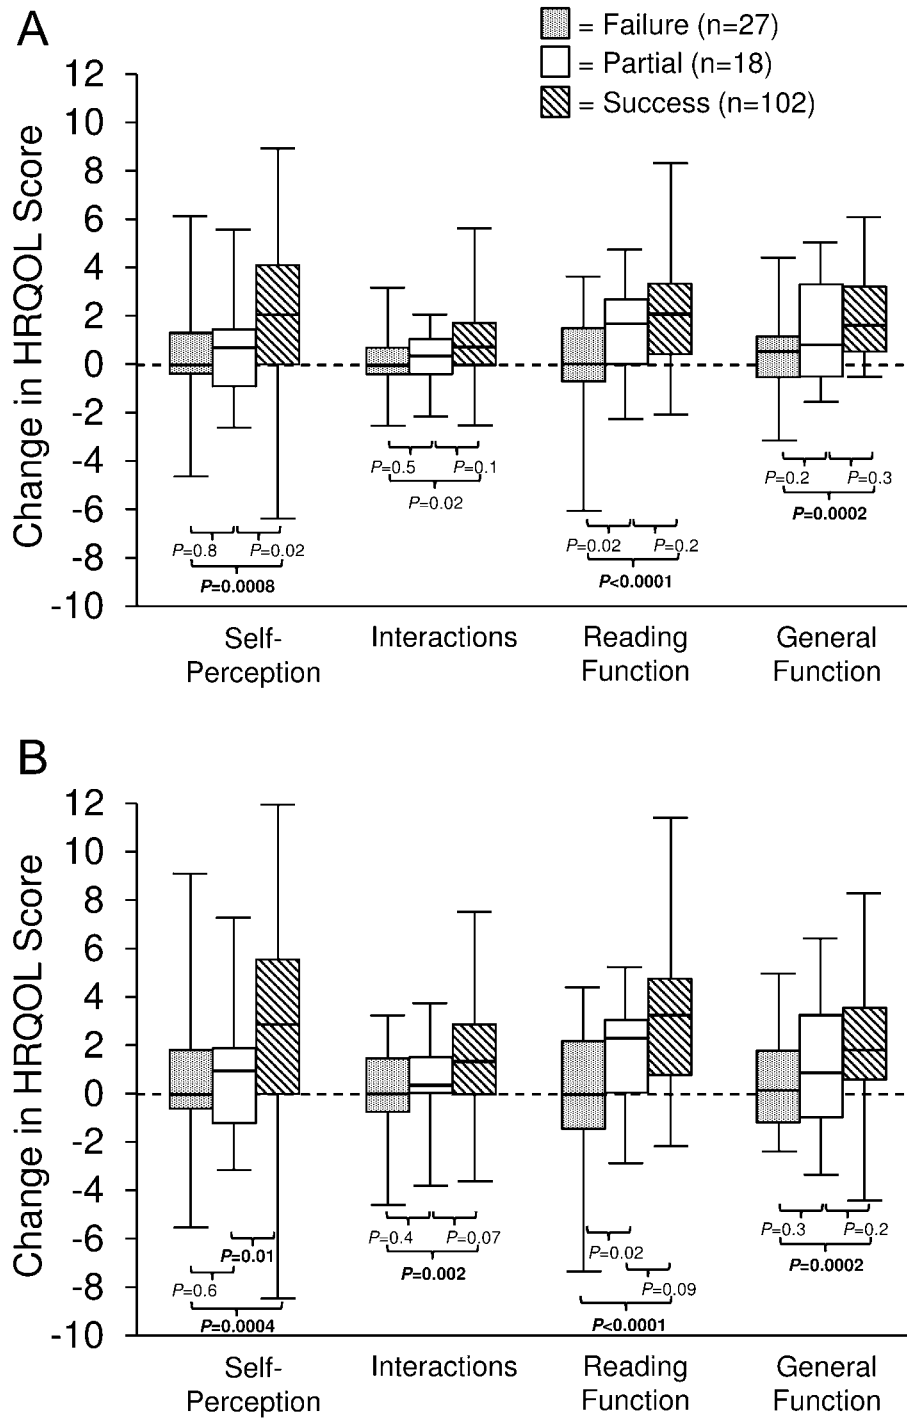 A
= Failure (n=27)
= Partial (n=18)
= Success (n=102)
Change in HRQOL Score
12
10
8
6
4
2
0
-2
-4
-6
-8
-10
P=0.8 P=0.02
P=0.0008
P=0.5 P=0.1
P=0.02
P=0.02 P=0.2
P<0.0001
P=0.2 P=0.3
P=0.0002
Self- Interactions Reading General
Perception Function Function
B
Change in HRQOL Score
12
10
8
6
4
2
0
-2
-4
-6
-8
-10
P=0.01
P=0.6
P=0.0004
P=0.4 P=0.07
P=0.002
P=0.02
P=0.09
P<0.0001
P=0.3 P=0.2
P=0.0002
Self- Interactions Reading General
Perception Function Function